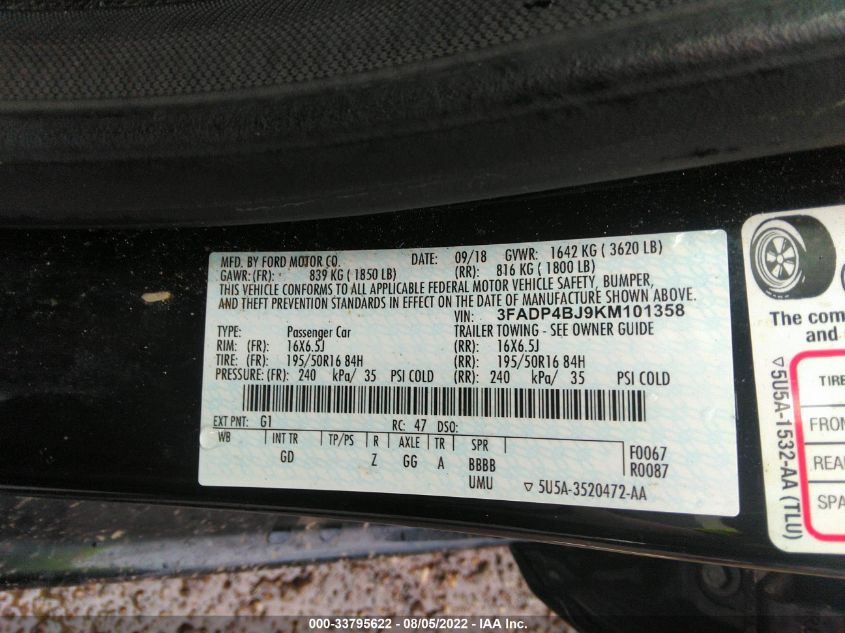 MFD. BY FORD MOTOR CO. DATE: 09/18 GVWR: 1642 KG ( 3620 LB)
GAWR: (FR): 839 KG ( 1850 LB) (RR): 816 KG ( 1800 LB)
THIS VEHICLE CONFORMS TO ALL APPLICABLE FEDERAL MOTOR VEHICLE SAFETY, BUMPER,
AND THEFT PREVENTION STANDARDS IN EFFECT ON THE DATE OF MANUFACTURE SHOWN ABOVE.
VIN: 3FADP4BJ9KM101358
TYPE: Passenger Car TRAILER TOWING - SEE OWNER GUIDE
RIM: (FR) 16X6.5J (RR): 16X6.5J
TIRE: (FR): 195/50R16 84H (RR): 195/50R16 84H
PRESSURE: (FR): 240 kPa/ 35 PSI COLD (RR): 240 kPa/ 35 PSI COLD
EXT PNT: G1 RC: 47 DSO:
WB INT TR TP/PS R AXLE TR SPR
GD Z GG A BBBB
UMU
F0067
R0087
▽ 5U5A-3520472-AA
The com
and
TIRE
FRON
REAR
SPA
▽5U5A-1532-AA (TLU)
000-33795622 - 08/05/2022 - IAA Inc.